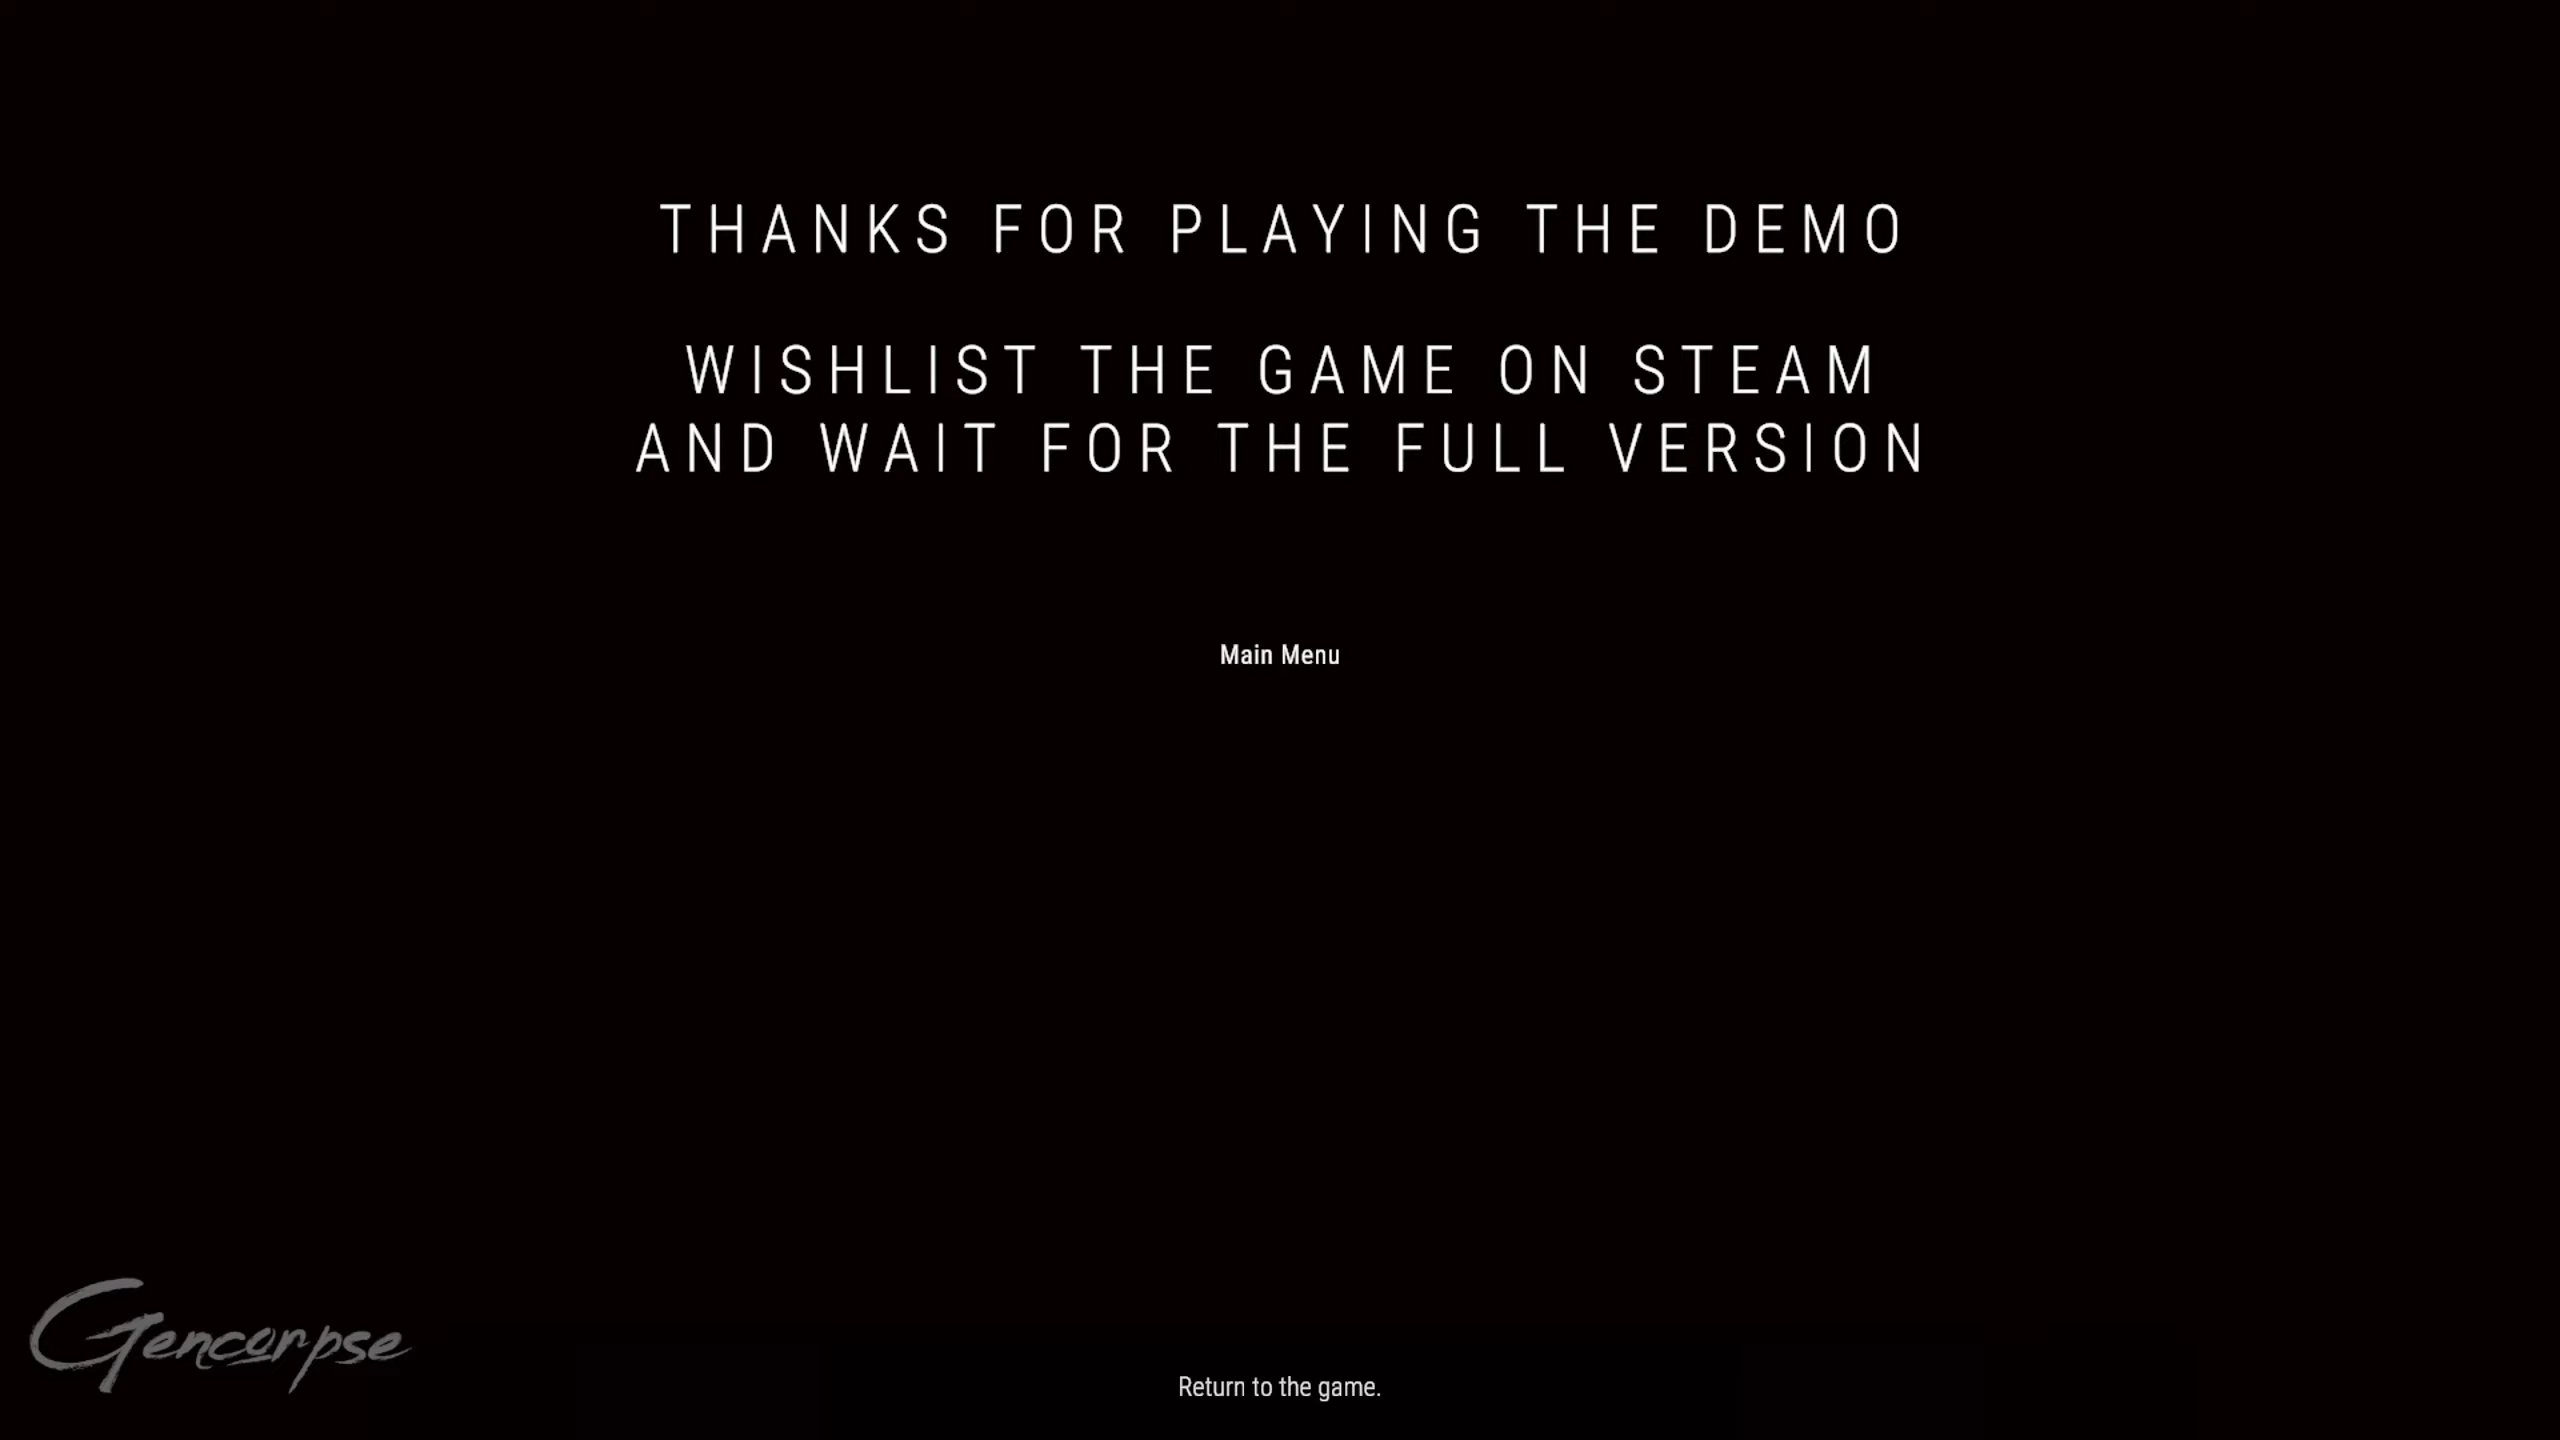 THANKS FOR PLAYING THE DEMO
WISHLIST THE GAME ON STEAM
AND WAIT FOR THE FULL VERSION
Main Menu
Gencorpse
Return to the game.